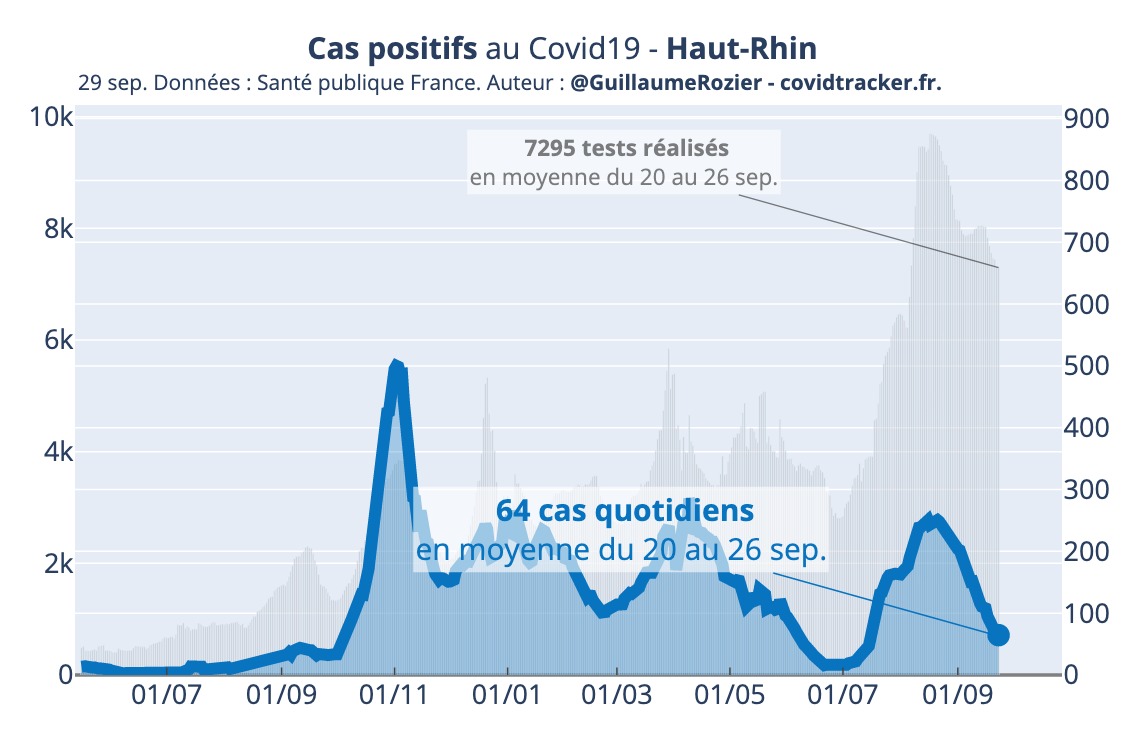 Cas positifs au Covid19 - Haut-Rhin
29 sep. Données : Santé publique France. Auteur : @GuillaumeRozier - covidtracker.fr.
10k
900
7295 tests réalisés
en moyenne du 20 au 26 sep.
800
8k
700
600
6k
500
4k
400
300
64 cas quotidiens
en moyenne du 20 au 26 sep.
2k
200
100
0
0
01/07
01/09
01/11
01/01
01/03
01/05
01/07
01/09